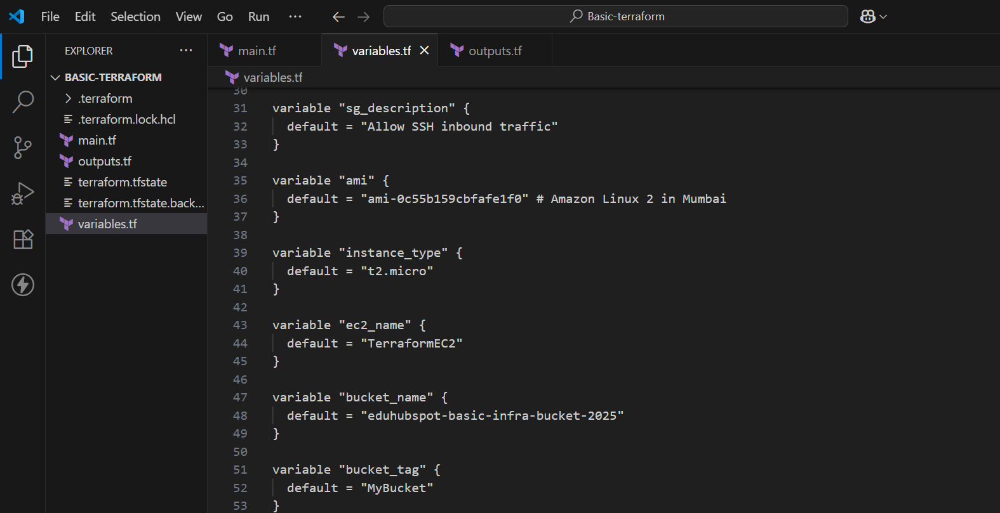 File Edit Selection View Go Run ··· ← → Basic-terraform
EXPLORER ···
BASIC-TERRAFORM
.terraform
.terraform.lock.hcl
main.tf
outputs.tf
terraform.tfstate
terraform.tfstate.back...
variables.tf
main.tf variables.tf × outputs.tf
variables.tf
30
31 variable "sg_description" {
32   default = "Allow SSH inbound traffic"
33 }
34
35 variable "ami" {
36   default = "ami-0c55b159cbfafe1f0" # Amazon Linux 2 in Mumbai
37 }
38
39 variable "instance_type" {
40   default = "t2.micro"
41 }
42
43 variable "ec2_name" {
44   default = "TerraformEC2"
45 }
46
47 variable "bucket_name" {
48   default = "eduhubspot-basic-infra-bucket-2025"
49 }
50
51 variable "bucket_tag" {
52   default = "MyBucket"
53 }